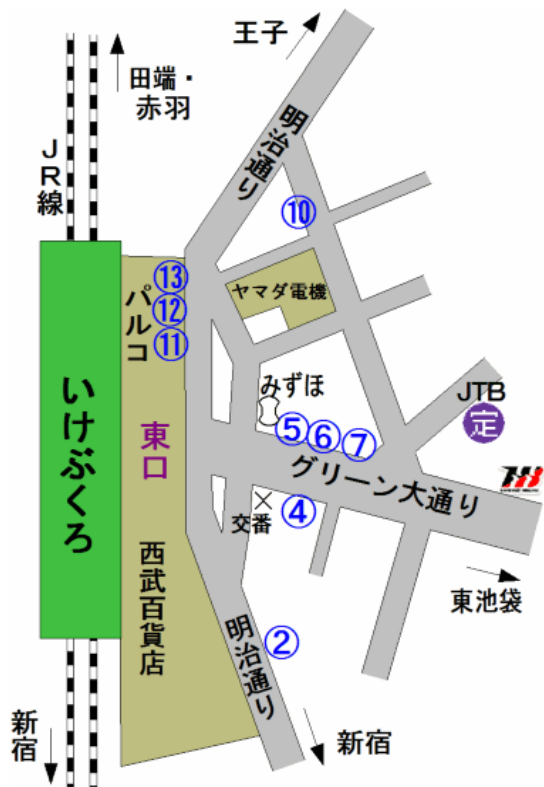 王子
田端・
赤羽
JR線
明治通り
⑩
⑬
⑫
⑪
パルコ
ヤマダ電機
みずほ
いけぶくろ
東口
⑤
⑥
⑦
JTB
定
グリーン大通り
交番
④
東池袋
西武百貨店
明治通り
②
新宿
新宿